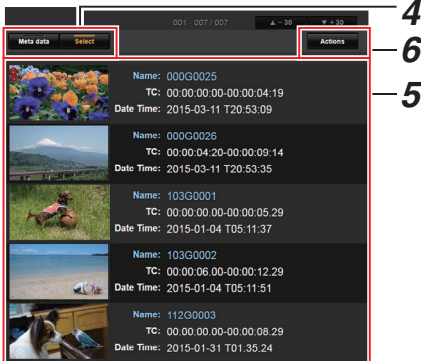 001 - 007 / 007 ▲ – 30 ▼ + 30
4
Meta data Select Actions
6
5
Name: 000G0025
TC: 00:00:00:00-00:00:04:19
Date Time: 2015-03-11 T20:53:09
Name: 000G0026
TC: 00:00:04:20-00:00:09:14
Date Time: 2015-03-11 T20:53:35
Name: 103G0001
TC: 00:00:00.00-00:00:05.29
Date Time: 2015-01-04 T05:11:37
Name: 103G0002
TC: 00:00:06.00-00:00:12.29
Date Time: 2015-01-04 T05:11:51
Name: 112G0003
TC: 00:00:00.00-00:00:08.29
Date Time: 2015-01-31 T01.35.24